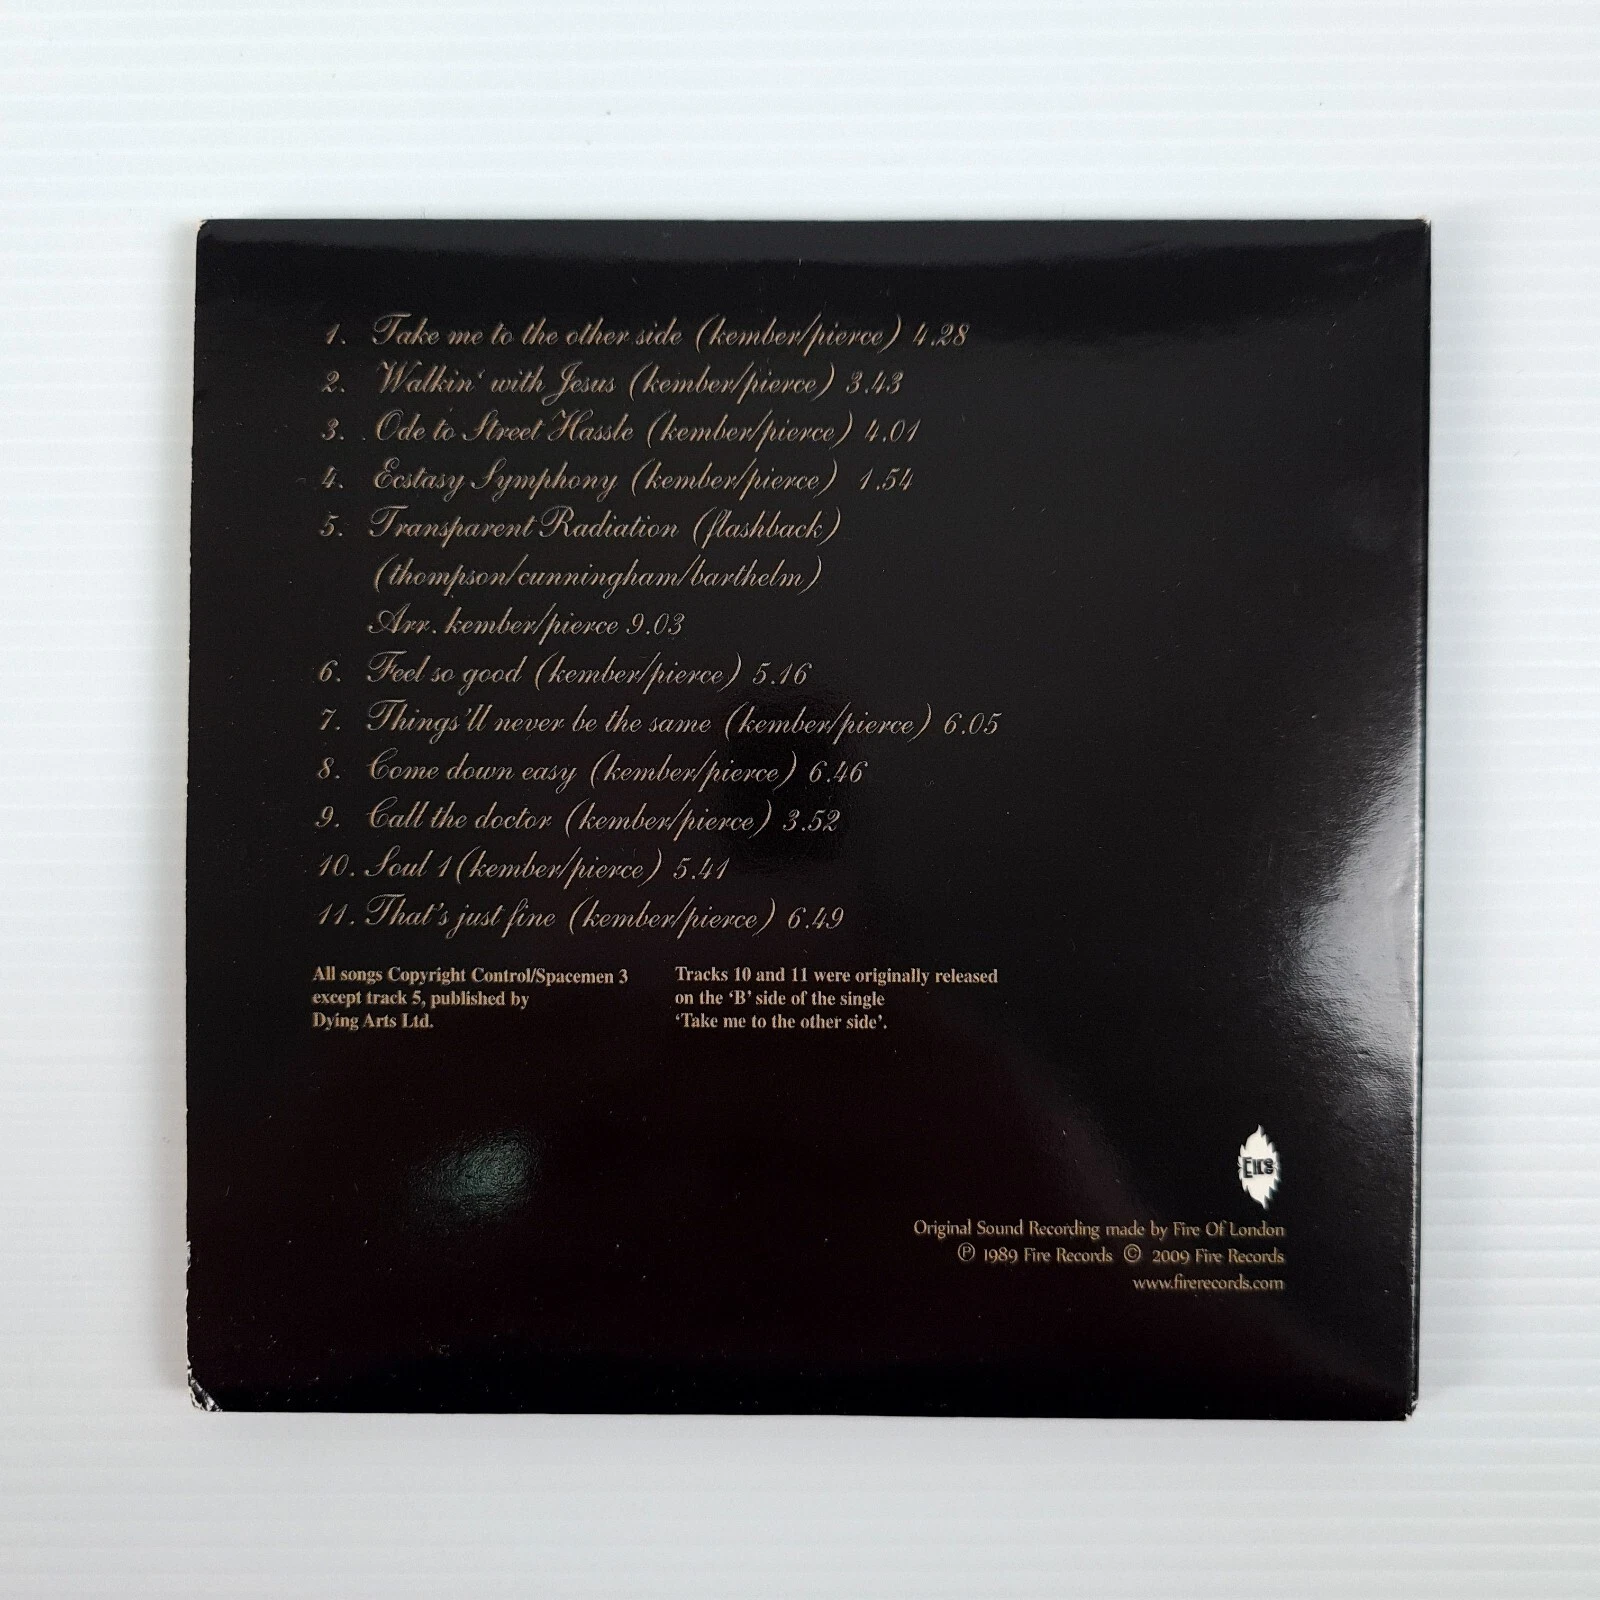 1. Take me to the other side (kember/pierce) 4.28
2. Walkin' with Jesus (kember/pierce) 3.43
3. Ode to Street Hassle (kember/pierce) 4.01
4. Ecstasy Symphony (kember/pierce) 1.54
5. Transparent Radiation (flashback)
(thompson/cunningham/barthelm)
Arr. kember/pierce 9.03
6. Feel so good (kember/pierce) 5.16
7. Things'll never be the same (kember/pierce) 6.05
8. Come down easy (kember/pierce) 6.46
9. Call the doctor (kember/pierce) 3.52
10. Soul 1 (kember/pierce) 5.41
11. That's just fine (kember/pierce) 6.49
All songs Copyright Control/Spacemen 3
except track 5, published by
Dying Arts Ltd.
Tracks 10 and 11 were originally released
on the 'B' side of the single
'Take me to the other side'.
FIRE
Original Sound Recording made by Fire Of London
℗ 1989 Fire Records © 2009 Fire Records
www.firerecords.com